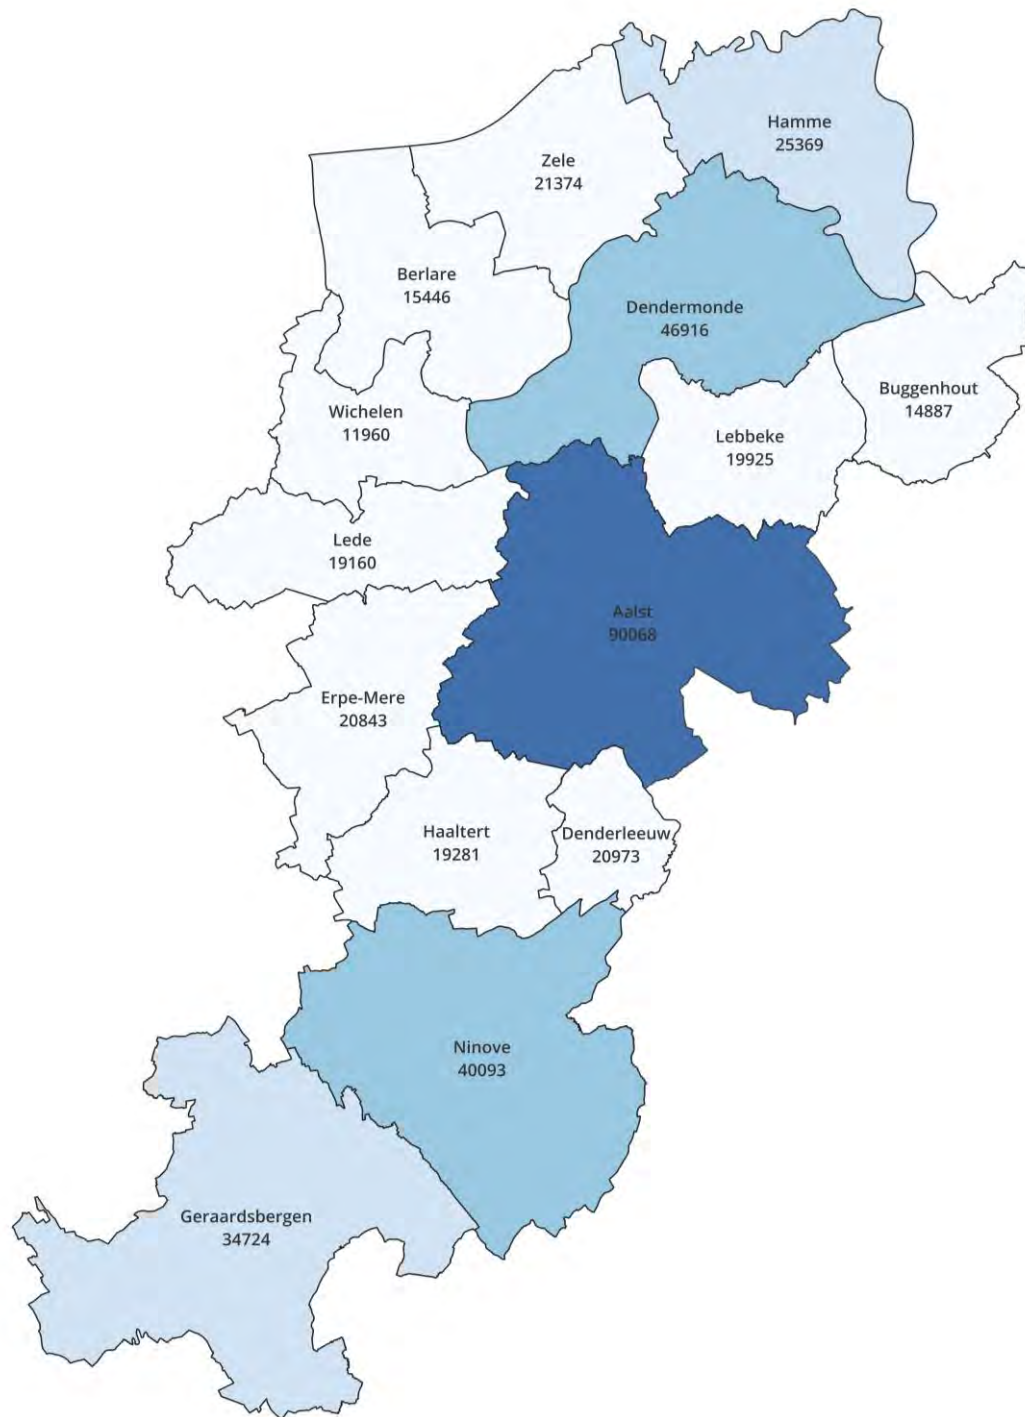 Hamme
25369
Zele
21374
Berlare
15446
Dendermonde
46916
Buggenhout
14887
Wichelen
11960
Lebbeke
19925
Lede
19160
Aalst
90068
Erpe-Mere
20843
Haaltert
19281
Denderleeuw
20973
Ninove
40093
Geraardsbergen
34724